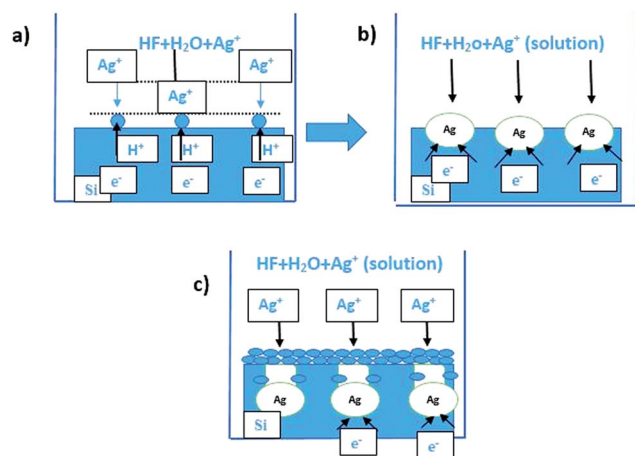 a)
HF+H₂O+Ag⁺
Ag⁺
Ag⁺
Ag⁺
H⁺
H⁺
H⁺
Si
e⁻
e⁻
e⁻
b)
HF+H₂o+Ag⁺ (solution)
Ag
Ag
Ag
Si
e⁻
e⁻
e⁻
c)
HF+H₂O+Ag⁺ (solution)
Ag⁺
Ag⁺
Ag⁺
Ag
Ag
Ag
Si
e⁻
e⁻